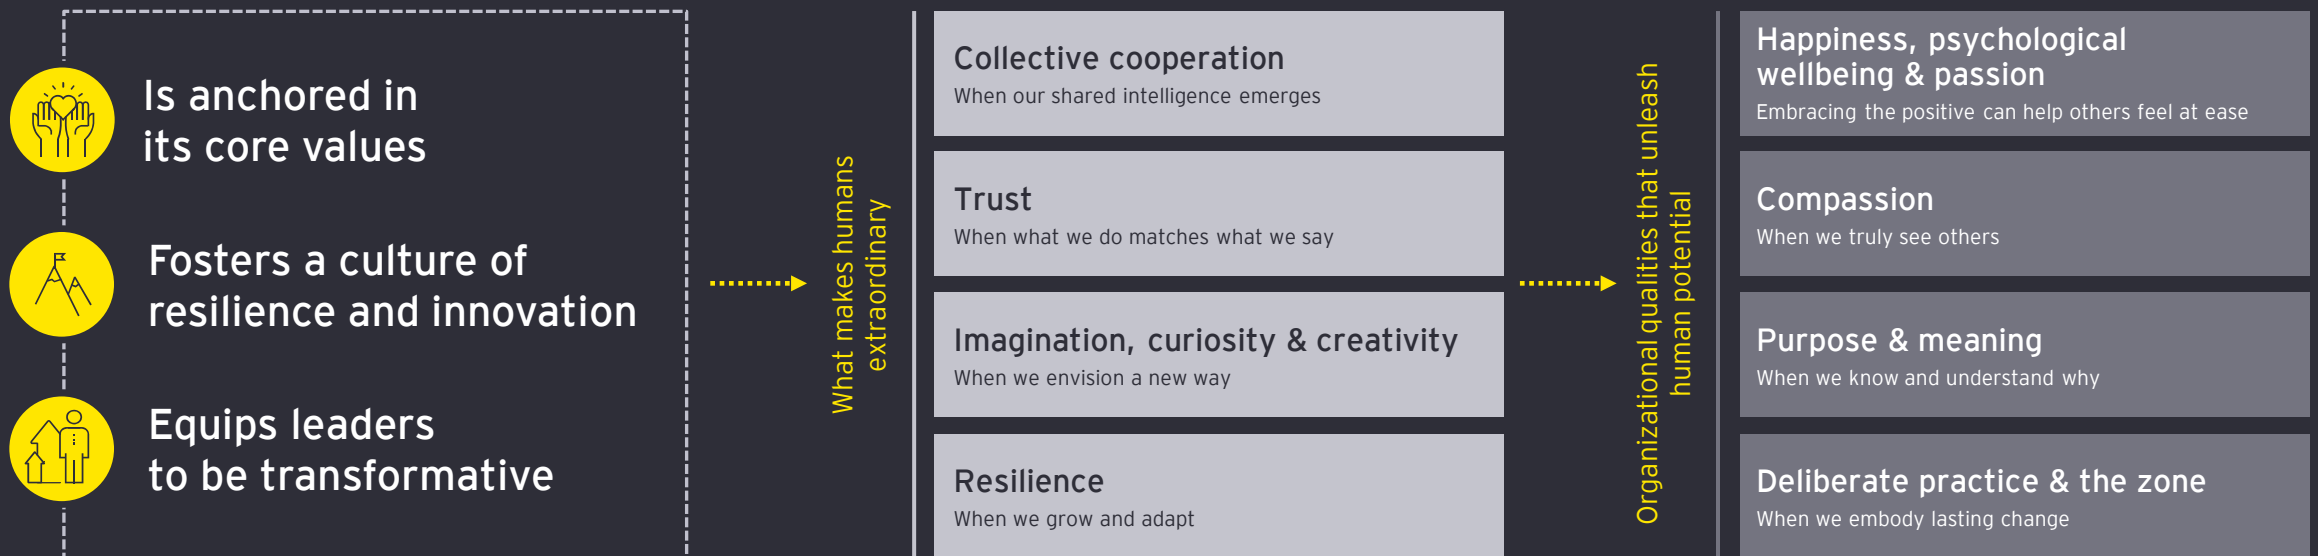 Is anchored in
its core values
Fosters a culture of
resilience and innovation
Equips leaders
to be transformative
What makes humans
extraordinary
Collective cooperation
When our shared intelligence emerges
Trust
When what we do matches what we say
Imagination, curiosity & creativity
When we envision a new way
Resilience
When we grow and adapt
Organizational qualities that unleash
human potential
Happiness, psychological
wellbeing & passion
Embracing the positive can help others feel at ease
Compassion
When we truly see others
Purpose & meaning
When we know and understand why
Deliberate practice & the zone
When we embody lasting change